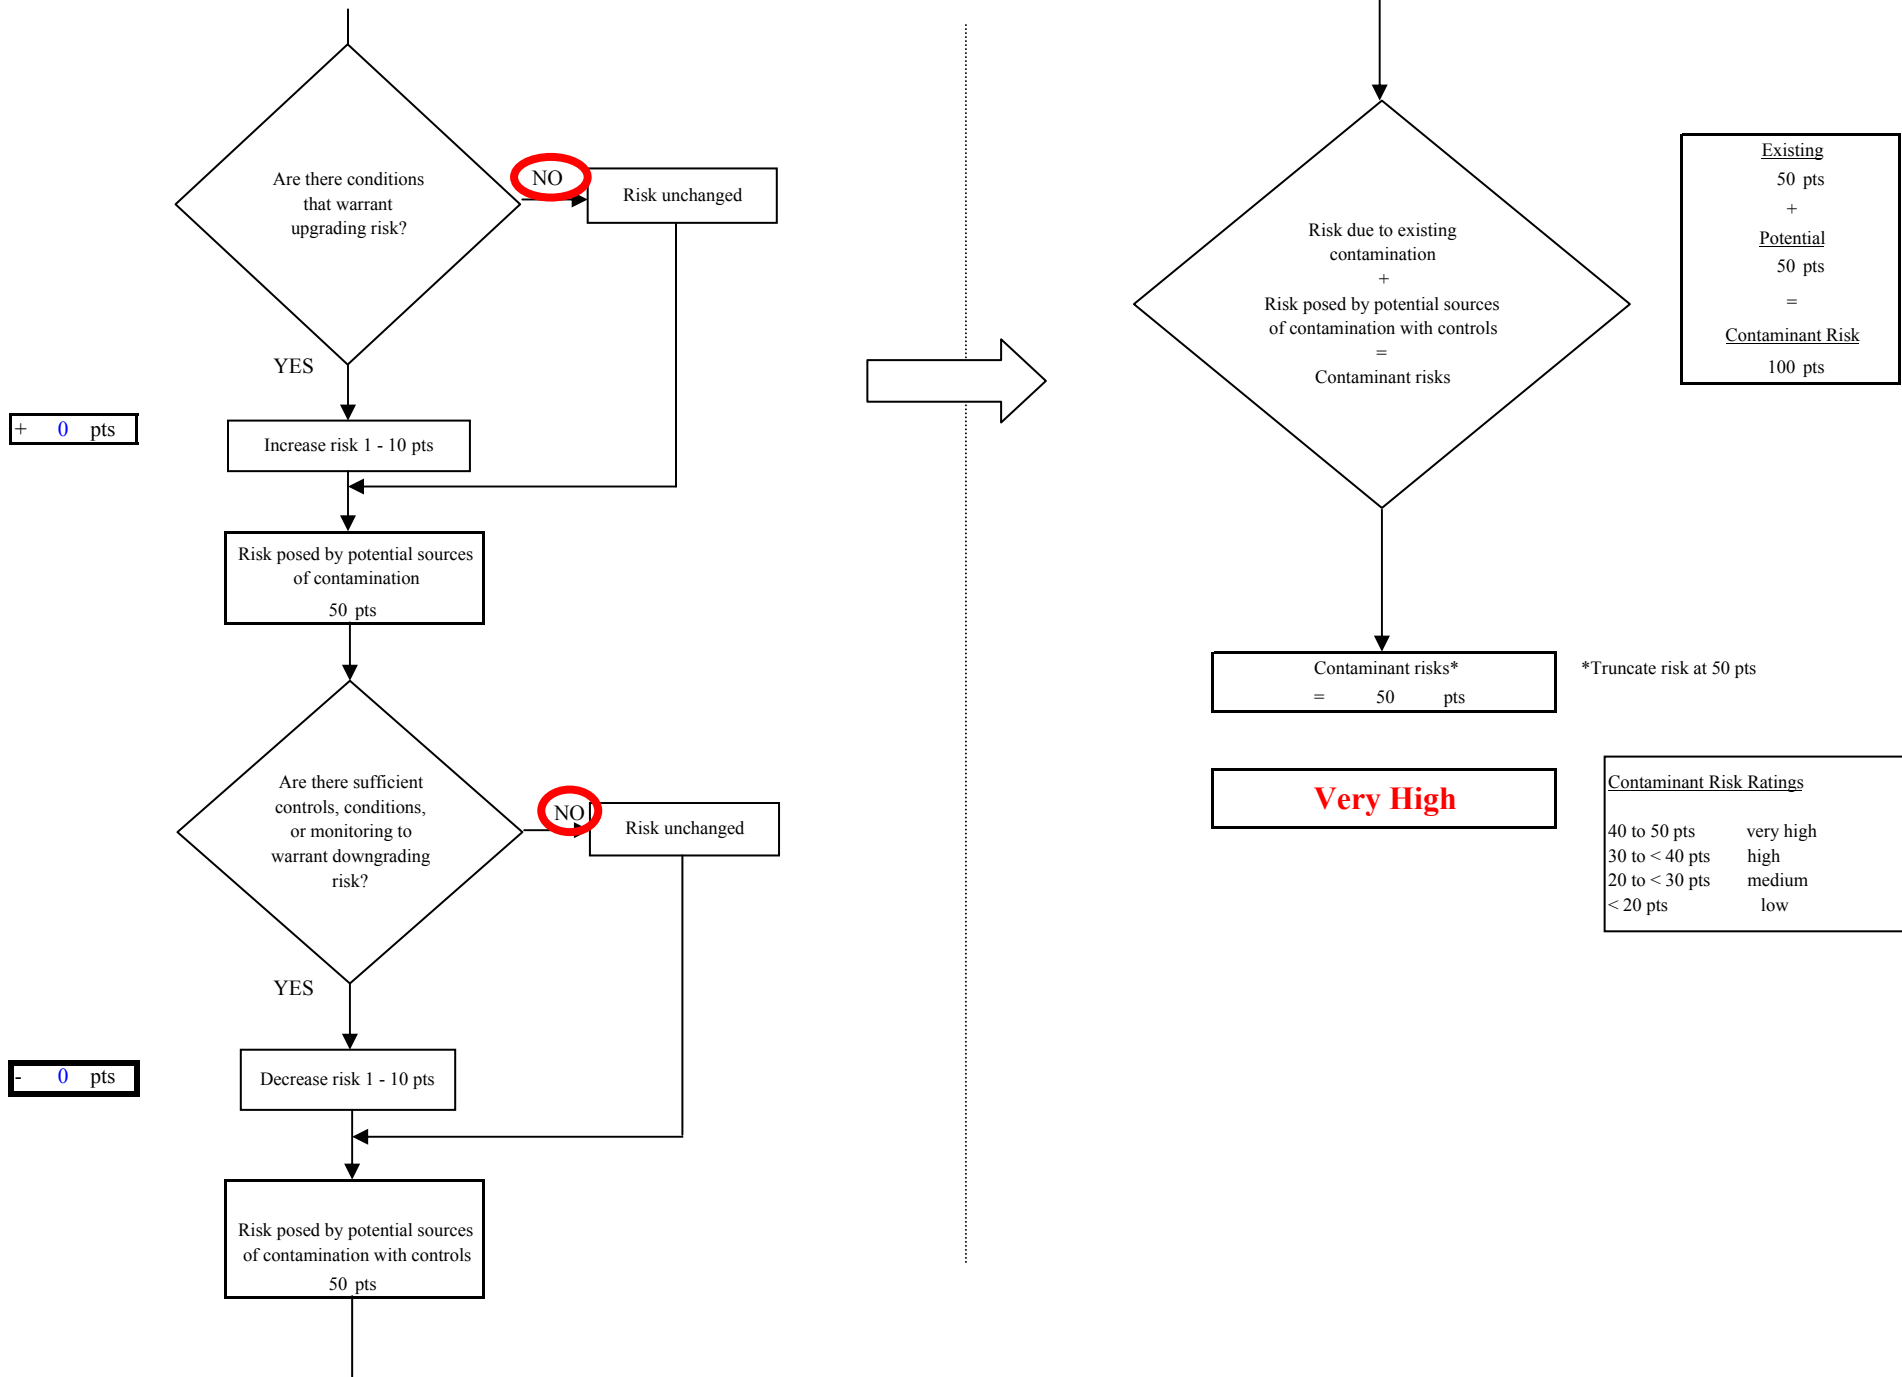 Are there conditions
that warrant
upgrading risk?
NO
Risk unchanged
YES
+ 0 pts
Increase risk 1 - 10 pts
Risk posed by potential sources
of contamination
50 pts
Are there sufficient
controls, conditions,
or monitoring to
warrant downgrading
risk?
NO
Risk unchanged
YES
- 0 pts
Decrease risk 1 - 10 pts
Risk posed by potential sources
of contamination with controls
50 pts
Risk due to existing
contamination
+
Risk posed by potential sources
of contamination with controls
=
Contaminant risks
Existing
50 pts
+
Potential
50 pts
=
Contaminant Risk
100 pts
Contaminant risks*
= 50 pts
*Truncate risk at 50 pts
Very High
Contaminant Risk Ratings
40 to 50 pts very high
30 to < 40 pts high
20 to < 30 pts medium
< 20 pts low